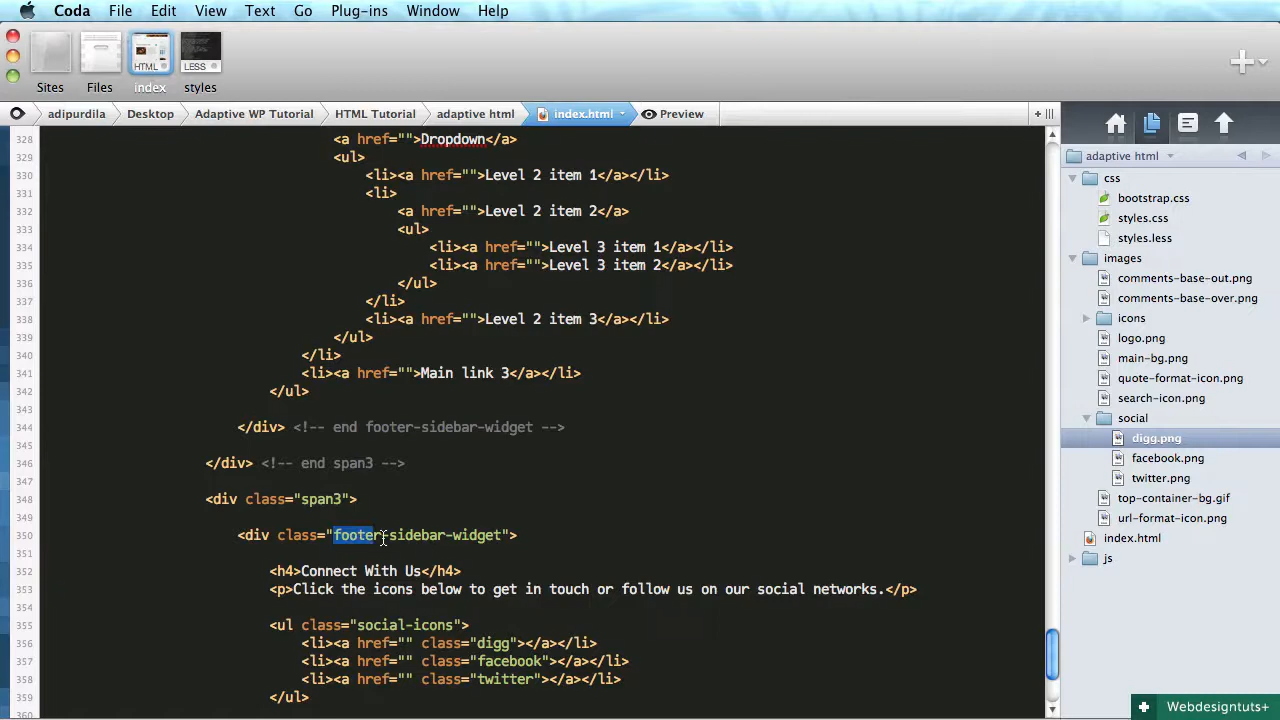 Coda File Edit View Text Go Plug-ins Window Help
HTML LESS
Sites Files index styles
adipurdila Desktop Adaptive WP Tutorial HTML Tutorial adaptive html index.html Preview
328 <a href="">Dropdown</a>
329 <ul>
330 <li><a href="">Level 2 item 1</a></li>
331 <li>
332 <a href="">Level 2 item 2</a>
333 <ul>
334 <li><a href="">Level 3 item 1</a></li>
335 <li><a href="">Level 3 item 2</a></li>
336 </ul>
337 </li>
338 <li><a href="">Level 2 item 3</a></li>
339 </ul>
340 </li>
341 <li><a href="">Main link 3</a></li>
342 </ul>
343
344 </div> <!-- end footer-sidebar-widget -->
345
346 </div> <!-- end span3 -->
347
348 <div class="span3">
349
350 <div class="footer-sidebar-widget">
351
352 <h4>Connect With Us</h4>
353 <p>Click the icons below to get in touch or follow us on our social networks.</p>
354
355 <ul class="social-icons">
356 <li><a href="" class="digg"></a></li>
357 <li><a href="" class="facebook"></a></li>
358 <li><a href="" class="twitter"></a></li>
359 </ul>
360
adaptive html
css
bootstrap.css
styles.css
styles.less
images
comments-base-out.png
comments-base-over.png
icons
logo.png
main-bg.png
quote-format-icon.png
search-icon.png
social
digg.png
facebook.png
twitter.png
top-container-bg.gif
url-format-icon.png
index.html
js
Webdesigntuts+